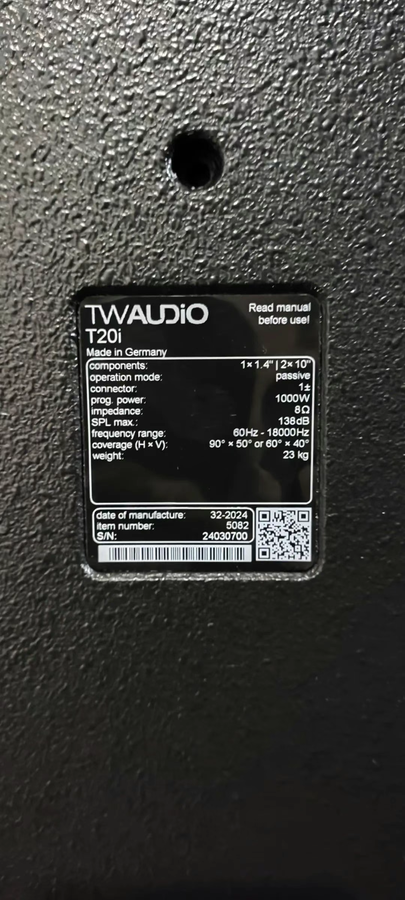 TWAUDiO
Read manual
before use!
T20i
Made in Germany
components: 1× 1.4" | 2× 10"
operation mode: passive
connector: 1±
prog. power: 1000W
impedance: 8Ω
SPL max.: 138dB
frequency range: 60Hz - 18000Hz
coverage (H × V): 90° × 50° or 60° × 40°
weight: 23 kg
date of manufacture: 32-2024
item number: 5082
S/N: 24030700